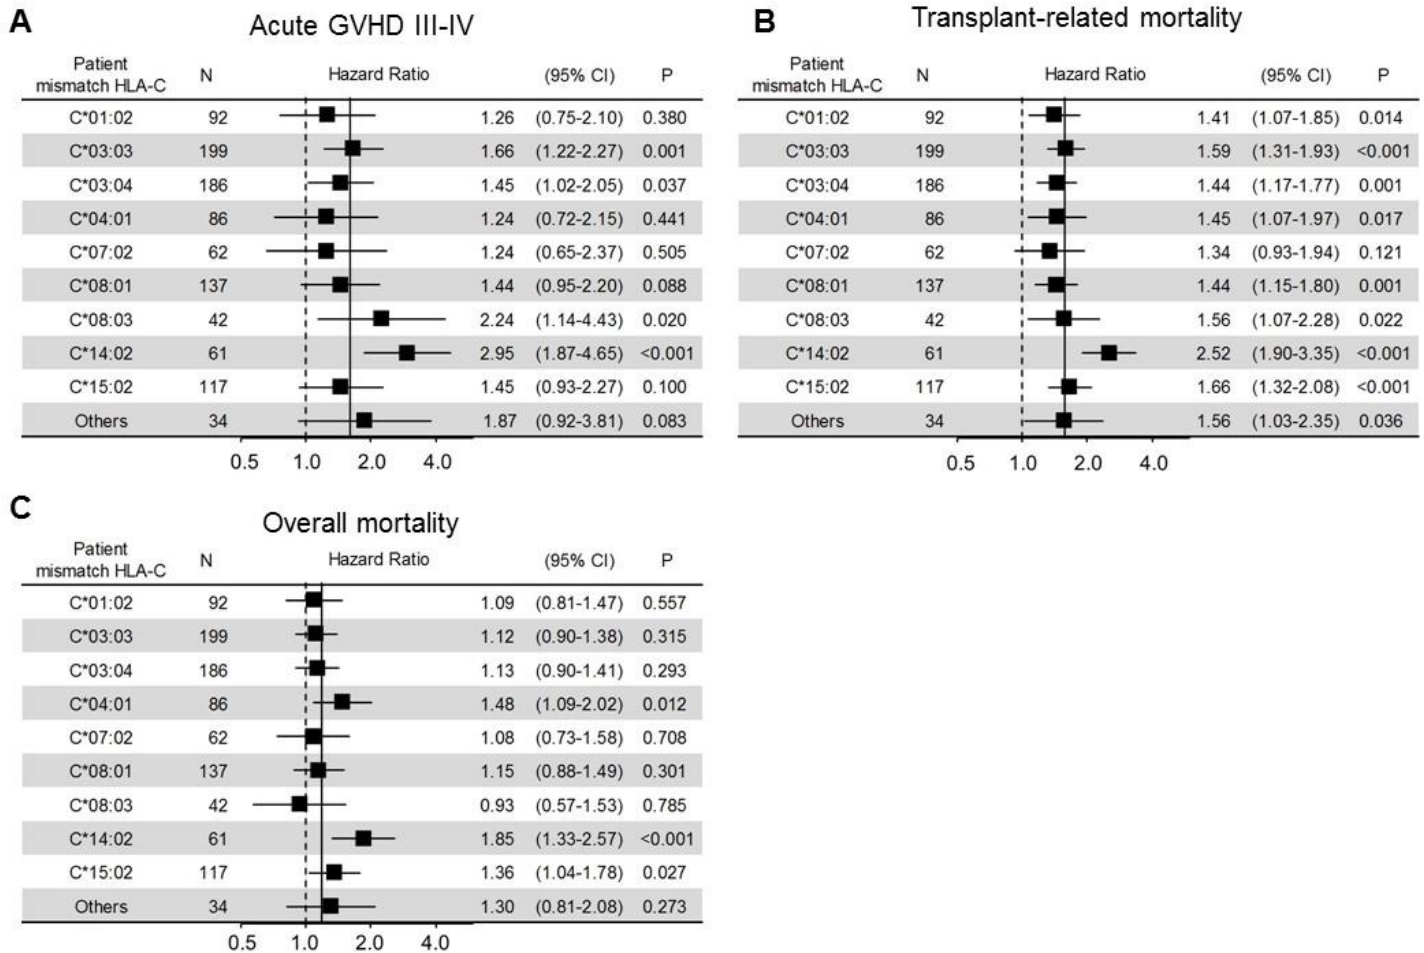 A
Acute GVHD III-IV
Patient
mismatch HLA-C N Hazard Ratio (95% CI) P
C*01:02 92 1.26 (0.75-2.10) 0.380
C*03:03 199 1.66 (1.22-2.27) 0.001
C*03:04 186 1.45 (1.02-2.05) 0.037
C*04:01 86 1.24 (0.72-2.15) 0.441
C*07:02 62 1.24 (0.65-2.37) 0.505
C*08:01 137 1.44 (0.95-2.20) 0.088
C*08:03 42 2.24 (1.14-4.43) 0.020
C*14:02 61 2.95 (1.87-4.65) <0.001
C*15:02 117 1.45 (0.93-2.27) 0.100
Others 34 1.87 (0.92-3.81) 0.083
0.5 1.0 2.0 4.0
B
Transplant-related mortality
Patient
mismatch HLA-C N Hazard Ratio (95% CI) P
C*01:02 92 1.41 (1.07-1.85) 0.014
C*03:03 199 1.59 (1.31-1.93) <0.001
C*03:04 186 1.44 (1.17-1.77) 0.001
C*04:01 86 1.45 (1.07-1.97) 0.017
C*07:02 62 1.34 (0.93-1.94) 0.121
C*08:01 137 1.44 (1.15-1.80) 0.001
C*08:03 42 1.56 (1.07-2.28) 0.022
C*14:02 61 2.52 (1.90-3.35) <0.001
C*15:02 117 1.66 (1.32-2.08) <0.001
Others 34 1.56 (1.03-2.35) 0.036
0.5 1.0 2.0 4.0
C
Overall mortality
Patient
mismatch HLA-C N Hazard Ratio (95% CI) P
C*01:02 92 1.09 (0.81-1.47) 0.557
C*03:03 199 1.12 (0.90-1.38) 0.315
C*03:04 186 1.13 (0.90-1.41) 0.293
C*04:01 86 1.48 (1.09-2.02) 0.012
C*07:02 62 1.08 (0.73-1.58) 0.708
C*08:01 137 1.15 (0.88-1.49) 0.301
C*08:03 42 0.93 (0.57-1.53) 0.785
C*14:02 61 1.85 (1.33-2.57) <0.001
C*15:02 117 1.36 (1.04-1.78) 0.027
Others 34 1.30 (0.81-2.08) 0.273
0.5 1.0 2.0 4.0